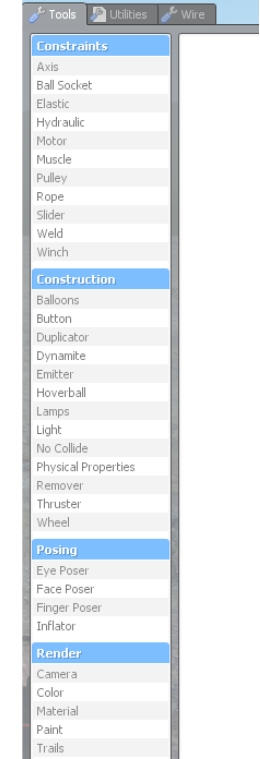 Tools Utilities Wire
Constraints
Axis
Ball Socket
Elastic
Hydraulic
Motor
Muscle
Pulley
Rope
Slider
Weld
Winch
Construction
Balloons
Button
Duplicator
Dynamite
Emitter
Hoverball
Lamps
Light
No Collide
Physical Properties
Remover
Thruster
Wheel
Posing
Eye Poser
Face Poser
Finger Poser
Inflator
Render
Camera
Color
Material
Paint
Trails